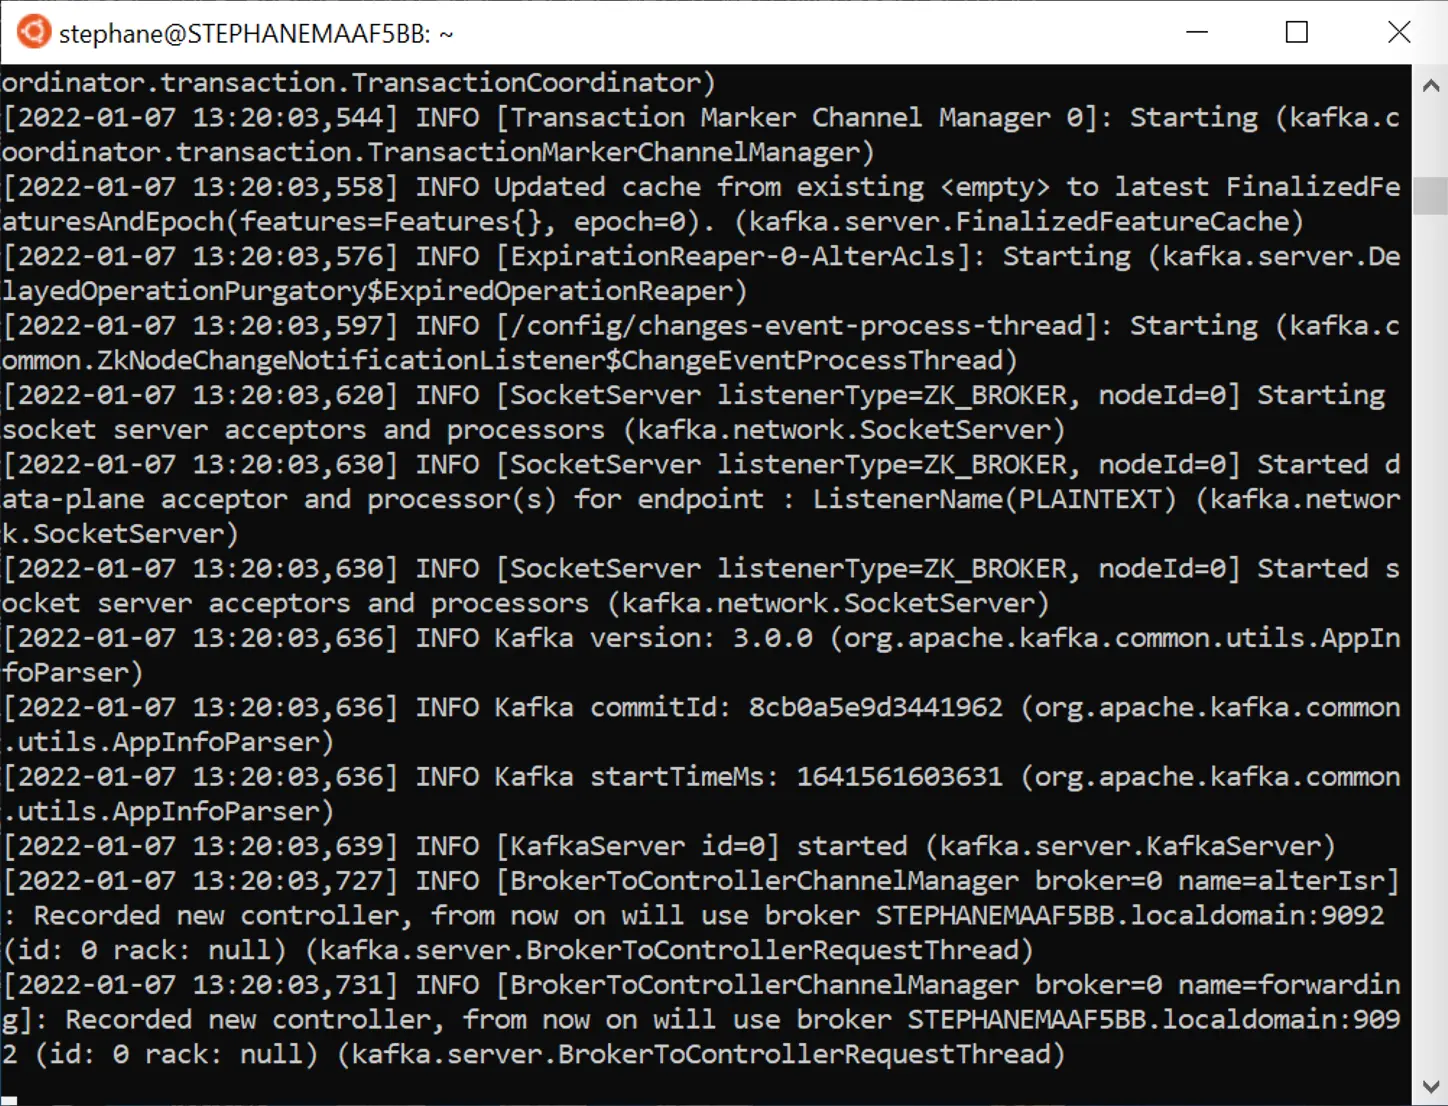 stephane@STEPHANEMAAF5BB: ~
ordinator.transaction.TransactionCoordinator)
[2022-01-07 13:20:03,544] INFO [Transaction Marker Channel Manager 0]: Starting (kafka.c
oordinator.transaction.TransactionMarkerChannelManager)
[2022-01-07 13:20:03,558] INFO Updated cache from existing <empty> to latest FinalizedFe
aturesAndEpoch(features=Features{}, epoch=0). (kafka.server.FinalizedFeatureCache)
[2022-01-07 13:20:03,576] INFO [ExpirationReaper-0-AlterAcls]: Starting (kafka.server.De
layedOperationPurgatory$ExpiredOperationReaper)
[2022-01-07 13:20:03,597] INFO [/config/changes-event-process-thread]: Starting (kafka.c
ommon.ZkNodeChangeNotificationListener$ChangeEventProcessThread)
[2022-01-07 13:20:03,620] INFO [SocketServer listenerType=ZK_BROKER, nodeId=0] Starting
socket server acceptors and processors (kafka.network.SocketServer)
[2022-01-07 13:20:03,630] INFO [SocketServer listenerType=ZK_BROKER, nodeId=0] Started d
ata-plane acceptor and processor(s) for endpoint : ListenerName(PLAINTEXT) (kafka.networ
k.SocketServer)
[2022-01-07 13:20:03,630] INFO [SocketServer listenerType=ZK_BROKER, nodeId=0] Started s
ocket server acceptors and processors (kafka.network.SocketServer)
[2022-01-07 13:20:03,636] INFO Kafka version: 3.0.0 (org.apache.kafka.common.utils.AppIn
foParser)
[2022-01-07 13:20:03,636] INFO Kafka commitId: 8cb0a5e9d3441962 (org.apache.kafka.common
.utils.AppInfoParser)
[2022-01-07 13:20:03,636] INFO Kafka startTimeMs: 1641561603631 (org.apache.kafka.common
.utils.AppInfoParser)
[2022-01-07 13:20:03,639] INFO [KafkaServer id=0] started (kafka.server.KafkaServer)
[2022-01-07 13:20:03,727] INFO [BrokerToControllerChannelManager broker=0 name=alterIsr]
: Recorded new controller, from now on will use broker STEPHANEMAAF5BB.localdomain:9092
(id: 0 rack: null) (kafka.server.BrokerToControllerRequestThread)
[2022-01-07 13:20:03,731] INFO [BrokerToControllerChannelManager broker=0 name=forwardin
g]: Recorded new controller, from now on will use broker STEPHANEMAAF5BB.localdomain:909
2 (id: 0 rack: null) (kafka.server.BrokerToControllerRequestThread)